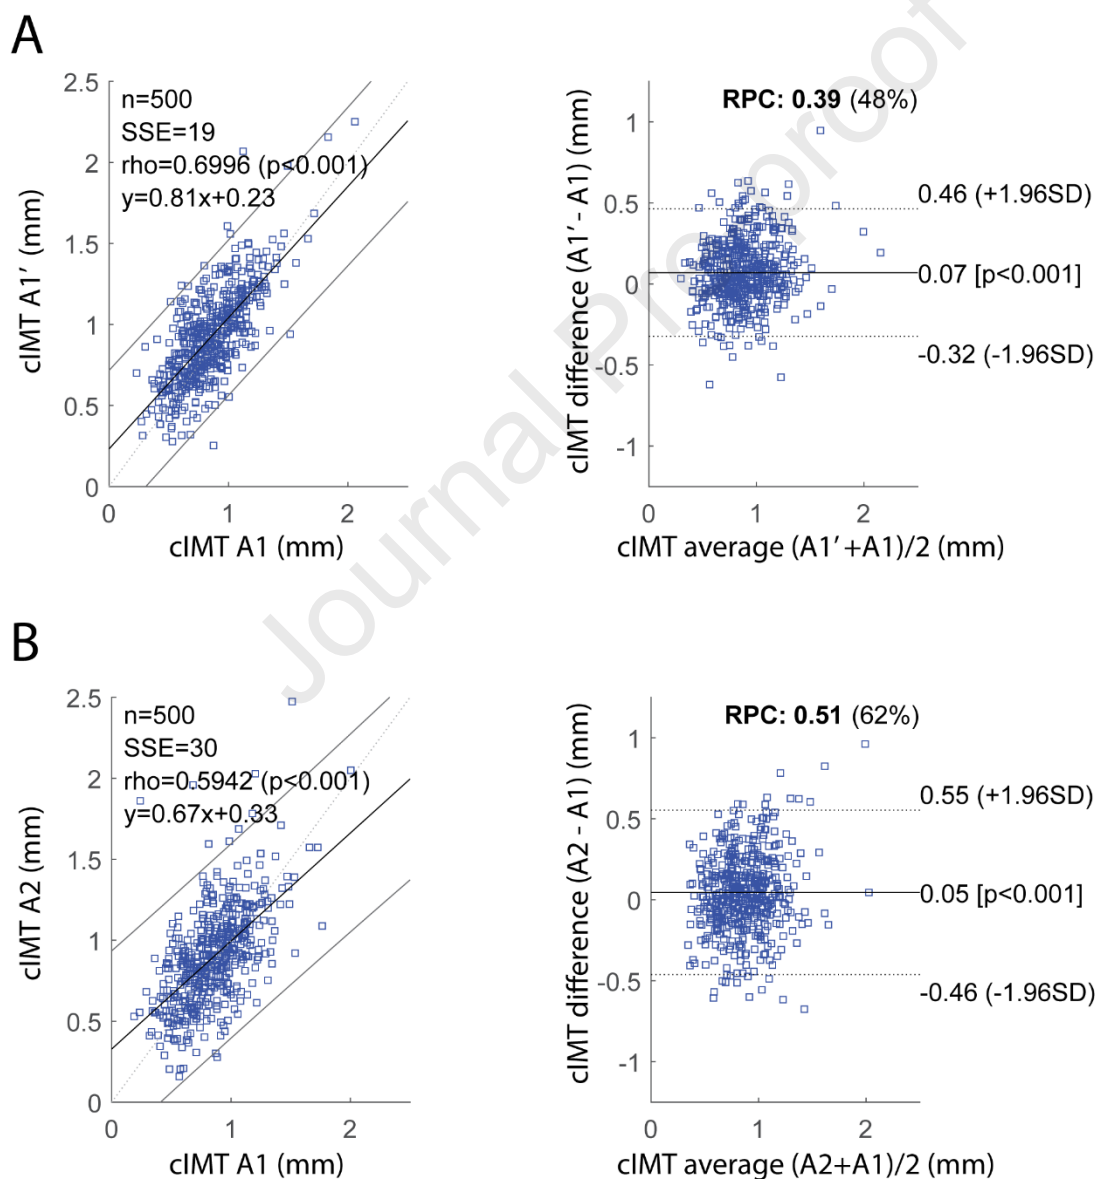 A
2.5
2
1.5
1
0.5
0
0
1
2
cIMT A1′ (mm)
cIMT A1 (mm)
n=500
SSE=19
rho=0.6996 (p<0.001)
y=0.81x+0.23
1
0.5
0
-0.5
-1
0
1
2
cIMT difference (A1′ - A1) (mm)
cIMT average (A1′+A1)/2 (mm)
RPC: 0.39 (48%)
0.46 (+1.96SD)
0.07 [p<0.001]
-0.32 (-1.96SD)
Journal Pre-proof
B
2.5
2
1.5
1
0.5
0
0
1
2
cIMT A2 (mm)
cIMT A1 (mm)
n=500
SSE=30
rho=0.5942 (p<0.001)
y=0.67x+0.33
1
0.5
0
-0.5
-1
0
1
2
cIMT difference (A2 - A1) (mm)
cIMT average (A2+A1)/2 (mm)
RPC: 0.51 (62%)
0.55 (+1.96SD)
0.05 [p<0.001]
-0.46 (-1.96SD)